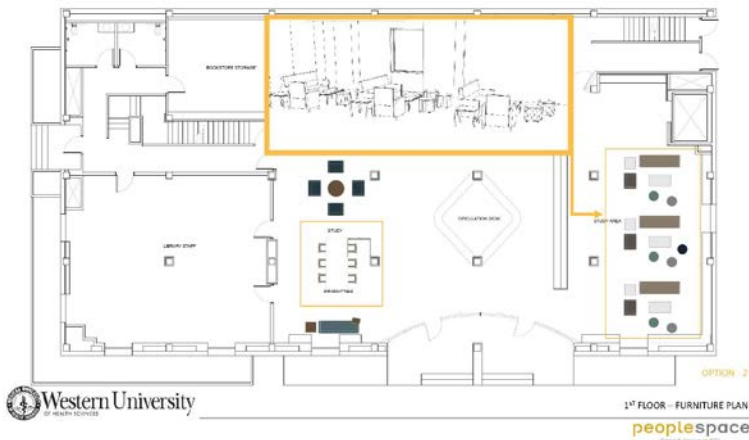 BOOKSTORE STORAGE
CIRCULATION DESK
STUDY AREA
STUDY
LIBRARY STAFF
OPTION 2
Western University
OF HEALTH SCIENCES
1ST FLOOR – FURNITURE PLAN
peoplespace